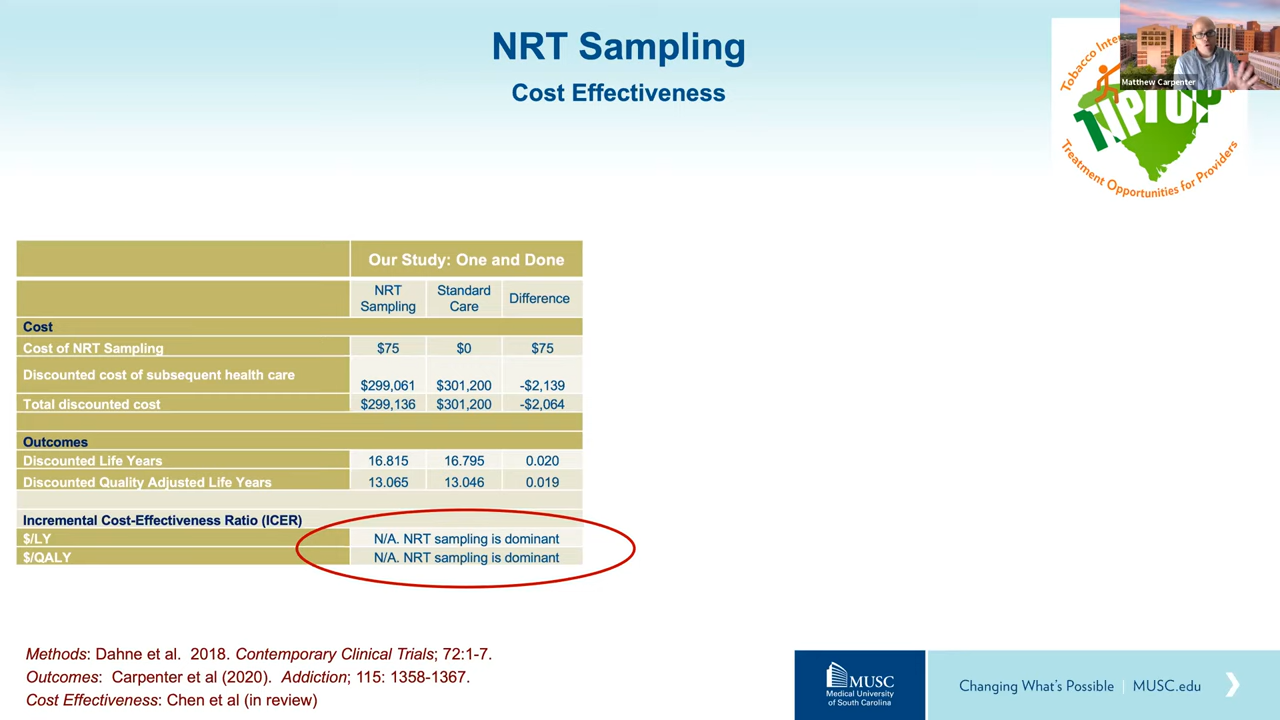 NRT Sampling
Cost Effectiveness
Matthew Carpenter
Tobacco
TIPTOP
Treatment Opportunities for Providers
Our Study: One and Done
NRT Sampling Standard Care Difference
Cost
Cost of NRT Sampling $75 $0 $75
Discounted cost of subsequent health care $299,061 $301,200 -$2,139
Total discounted cost $299,136 $301,200 -$2,064
Outcomes
Discounted Life Years 16.815 16.795 0.020
Discounted Quality Adjusted Life Years 13.065 13.046 0.019
Incremental Cost-Effectiveness Ratio (ICER)
$/LY N/A. NRT sampling is dominant
$/QALY N/A. NRT sampling is dominant
Methods: Dahne et al. 2018. Contemporary Clinical Trials; 72:1-7.
Outcomes: Carpenter et al (2020). Addiction; 115: 1358-1367.
Cost Effectiveness: Chen et al (in review)
MUSC
Medical University
of South Carolina
Changing What's Possible | MUSC.edu